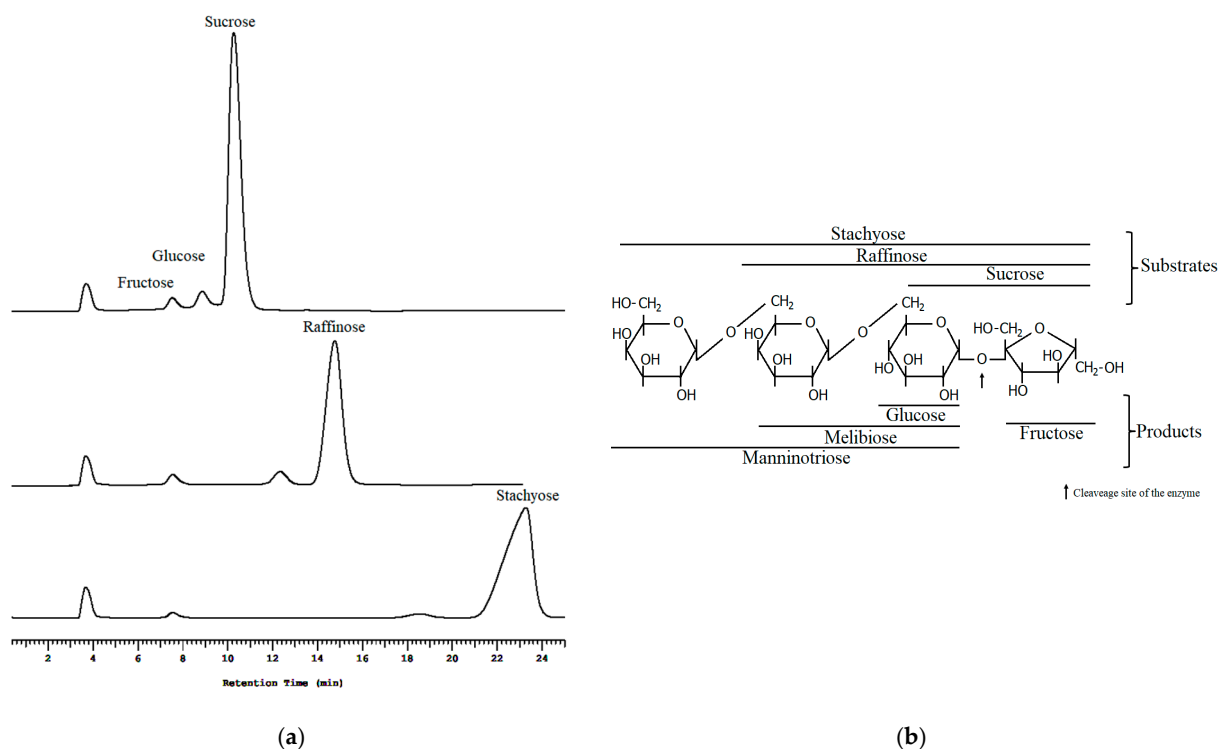 Sucrose
Glucose
Fructose
Raffinose
Stachyose
2 4 6 8 10 12 14 16 18 20 22 24
Retention Time (min)
(a)
Stachyose
Raffinose
Sucrose
Substrates
HO-CH₂ CH₂ CH₂ HO-CH₂
O O O O O O
HO HO HO HO CH₂-OH
OH OH OH OH
O
HO HO
OH OH OH OH OH OH
Glucose
Melibiose
Manninotriose
Fructose
Products
↑ Cleaveage site of the enzyme
(b)